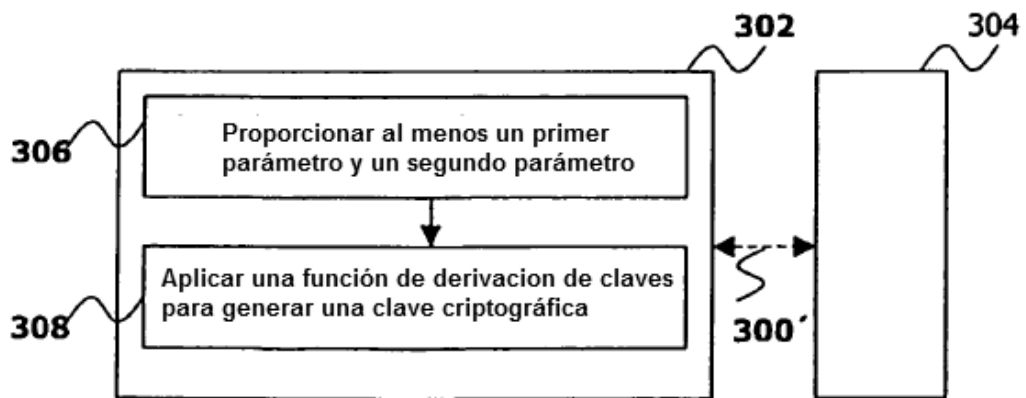 302
304
306
Proporcionar al menos un primer
parámetro y un segundo parámetro
308
Aplicar una función de derivacion de claves
para generar una clave criptográfica
300´